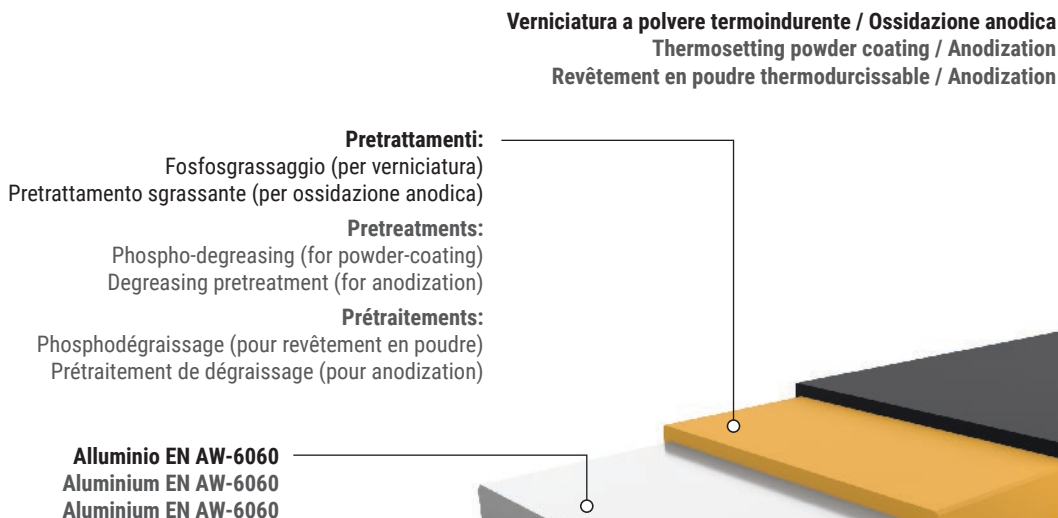 Verniciatura a polvere termoindurente / Ossidazione anodica
Thermosetting powder coating / Anodization
Revêtement en poudre thermodurcissable / Anodization
Pretrattamenti:
Fosfosgrassaggio (per verniciatura)
Pretrattamento sgrassante (per ossidazione anodica)
Pretreatments:
Phospho-degreasing (for powder-coating)
Degreasing pretreatment (for anodization)
Prétraitements:
Phosphodégraissage (pour revêtement en poudre)
Prétraitement de dégraissage (pour anodization)
Alluminio EN AW-6060
Aluminium EN AW-6060
Aluminium EN AW-6060